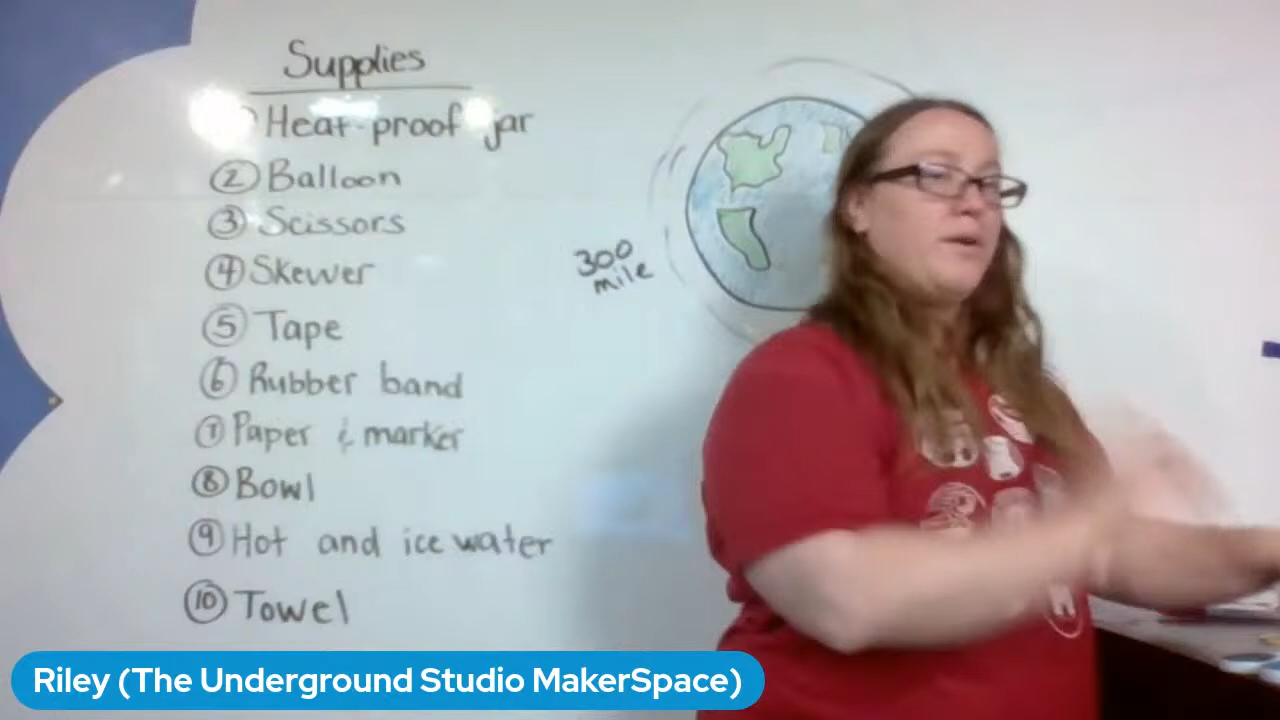 Supplies
Heat-proof jar
② Balloon
③ Scissors
④ Skewer
⑤ Tape
⑥ Rubber band
⑦ Paper & marker
⑧ Bowl
⑨ Hot and ice water
⑩ Towel
300
mile
Riley (The Underground Studio MakerSpace)